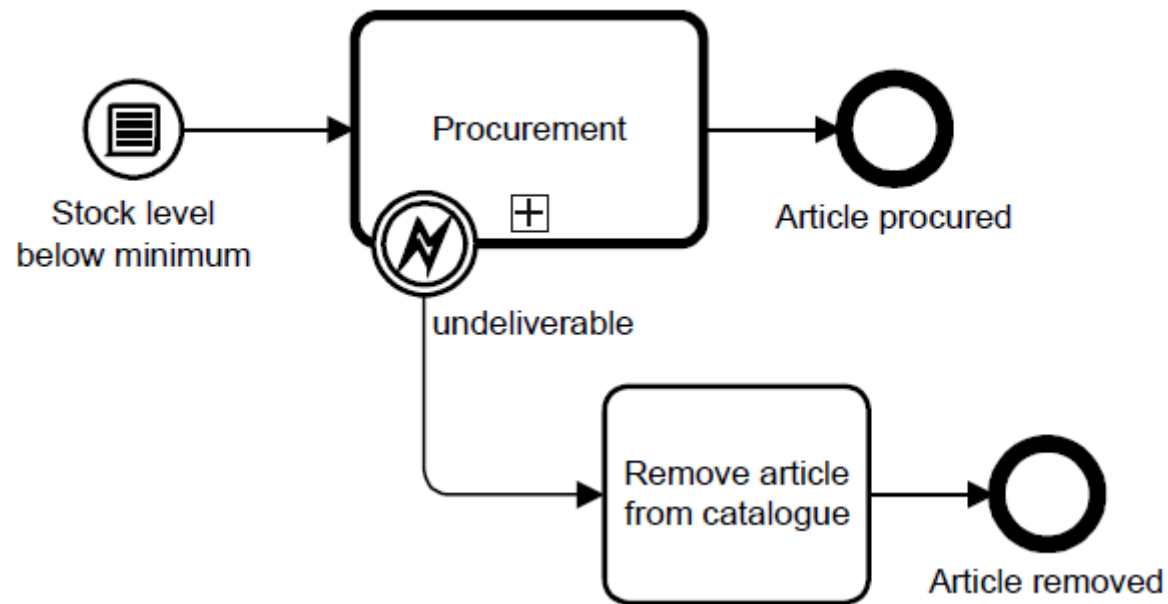 Procurement
Stock level
below minimum
Article procured
undeliverable
Remove article
from catalogue
Article removed